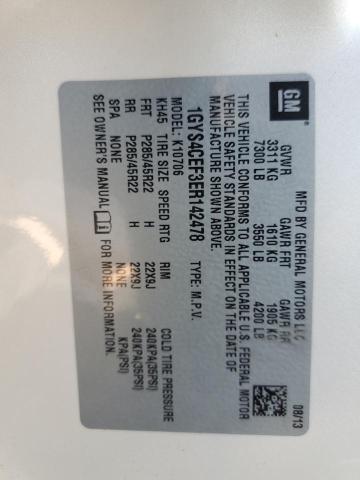 GM
MFD BY GENERAL MOTORS LLC 08/13
GVWR GAWR FRT GAWR RR
3311 KG 1610 KG 1905 KG
7300 LB 3550 LB 4200 LB
THIS VEHICLE CONFORMS TO ALL APPLICABLE U.S. FEDERAL MOTOR
VEHICLE SAFETY STANDARDS IN EFFECT ON THE DATE OF
MANUFACTURE SHOWN ABOVE.
1GYS4CEF3ER142478 TYPE: M.P.V.
MODEL: K10706
KH45 TIRE SIZE SPEED RTG RIM COLD TIRE PRESSURE
FRT P285/45R22 H 22X9J 240KPA(35PSI)
RR P285/45R22 H 22X9J 240KPA(35PSI)
SPA NONE NONE KPA(PSI)
SEE OWNER'S MANUAL FOR MORE INFORMATION.